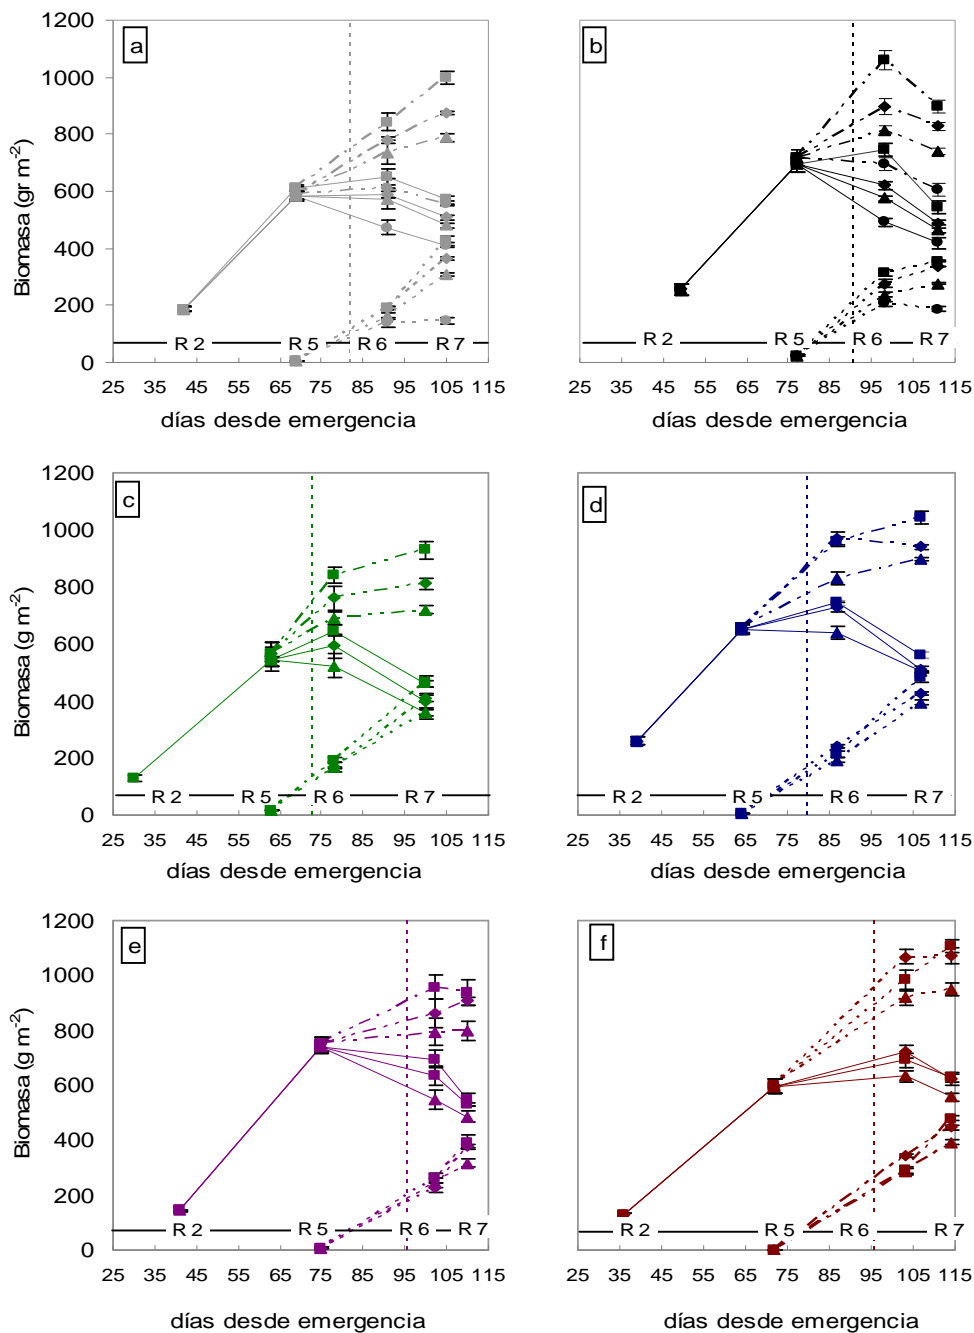 a
b
1200
1000
800
600
400
200
0
Biomasa (gr m-2)
R 2 R 5 R 6 R 7
R 2 R 5 R 6 R 7
25 35 45 55 65 75 85 95 105 115
25 35 45 55 65 75 85 95 105 115
días desde emergencia
días desde emergencia
c
d
1200
1000
800
600
400
200
0
Biomasa (g m-2)
R 2 R 5 R 6 R 7
R 2 R 5 R 6 R 7
25 35 45 55 65 75 85 95 105 115
25 35 45 55 65 75 85 95 105 115
días desde emergencia
días desde emergencia
e
f
1200
1000
800
600
400
200
0
Biomasa (g m-2)
R 2 R 5 R 6 R 7
R 2 R 5 R 6 R 7
25 35 45 55 65 75 85 95 105 115
25 35 45 55 65 75 85 95 105 115
días desde emergencia
días desde emergencia